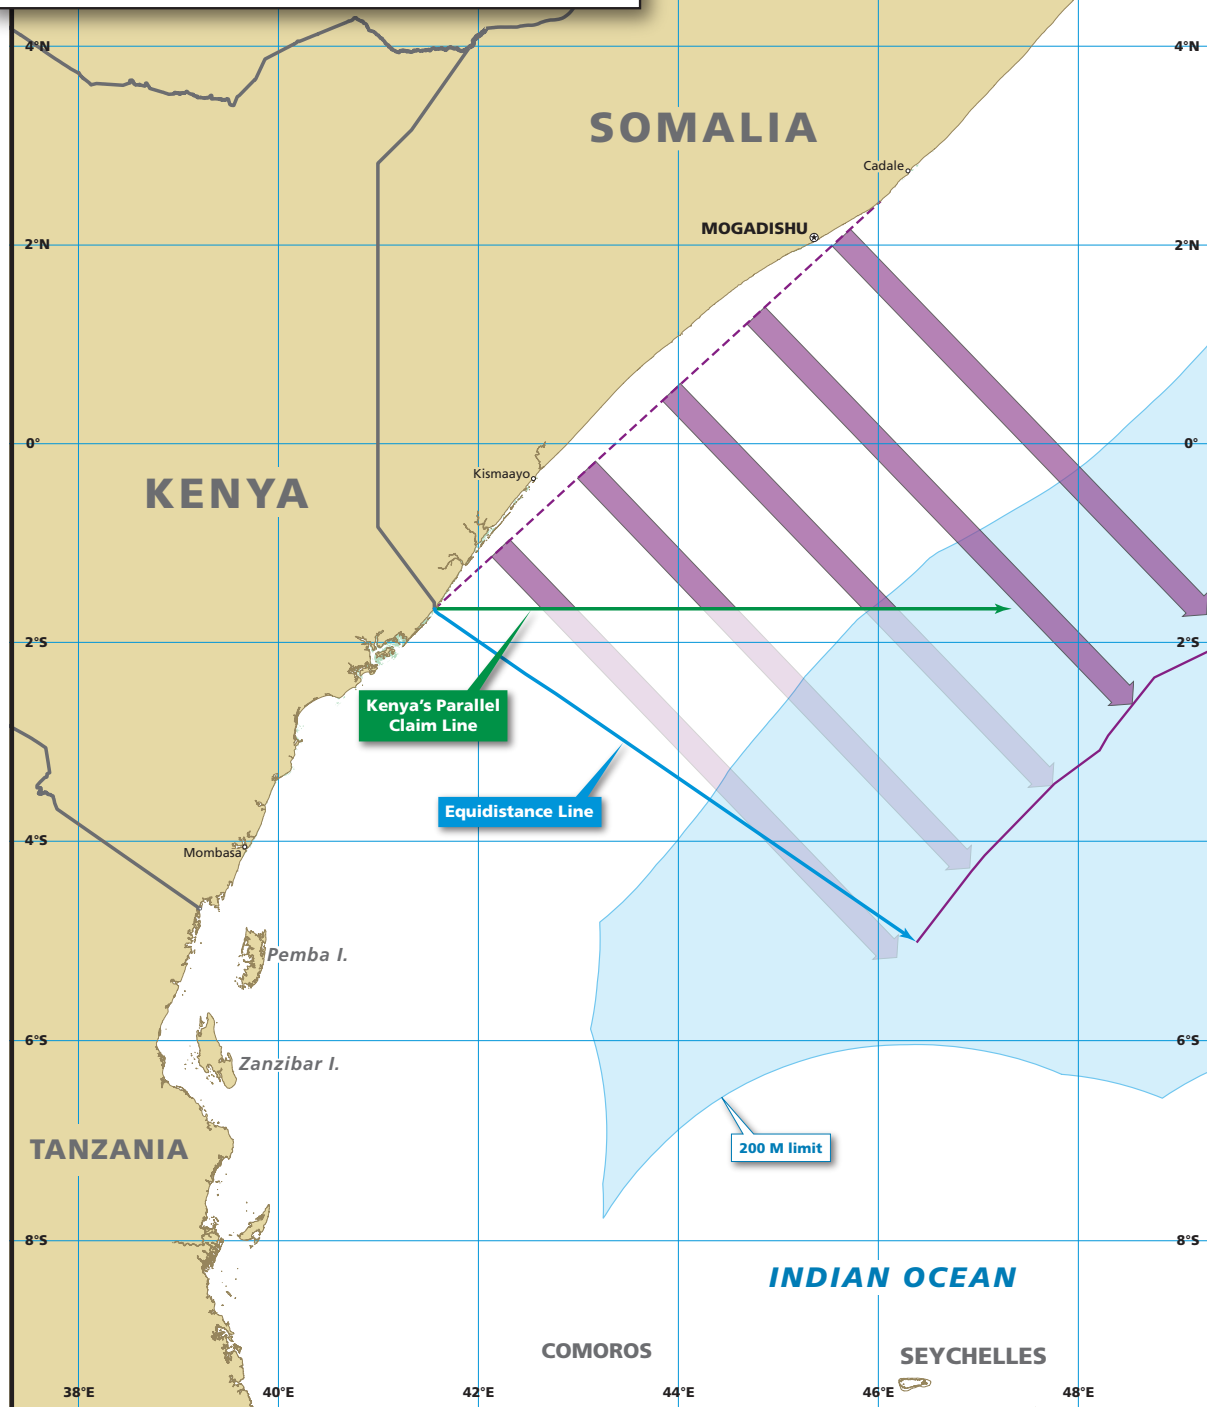 4°N
4°N
SOMALIA
Cadale
MOGADISHU
2°N
2°N
0°
0°
Kismaayo
KENYA
2°S
2°S
Kenya's Parallel
Claim Line
Equidistance Line
4°S
4°S
Mombasa
Pemba I.
6°S
6°S
Zanzibar I.
TANZANIA
200 M limit
8°S
8°S
INDIAN OCEAN
COMOROS
SEYCHELLES
38°E
40°E
42°E
44°E
46°E
48°E